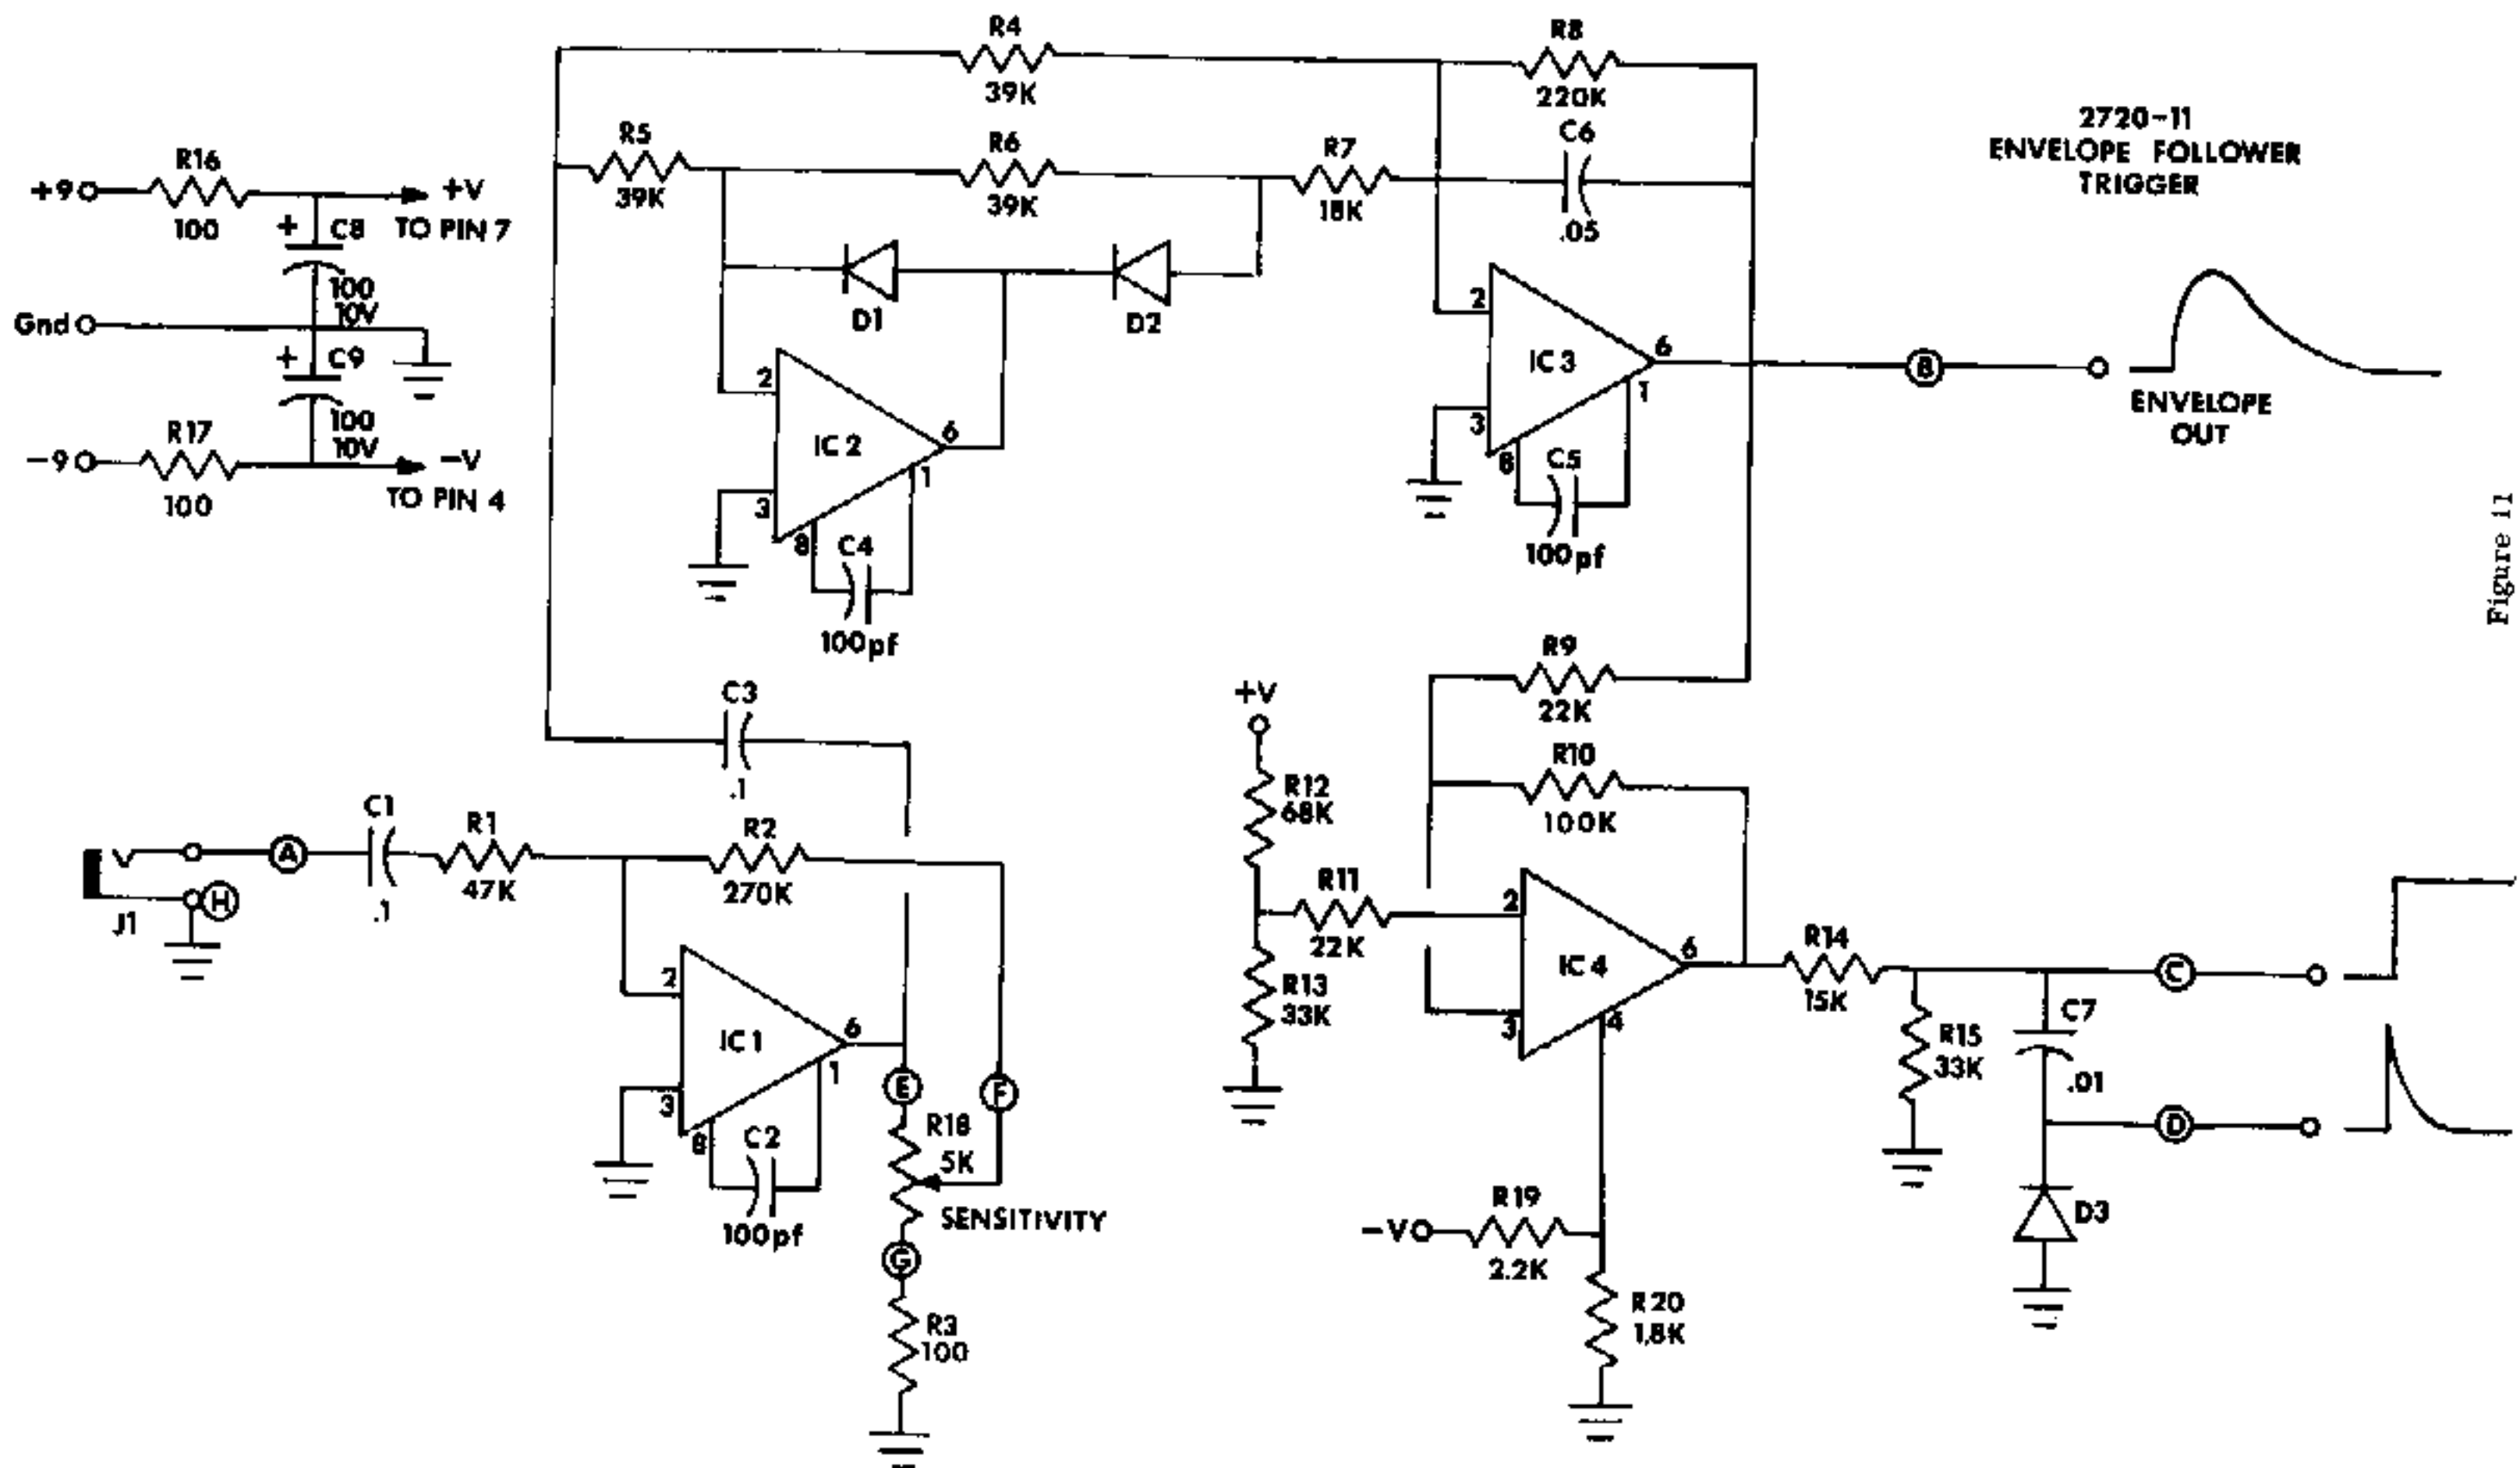 R4
39K
R8
220K
2720-11
ENVELOPE FOLLOWER
TRIGGER
R16
+9
100
+ C8
100
10V
+V
TO PIN 7
Gnd
+ C9
100
10V
R17
-9
100
-V
TO PIN 4
R5
39K
R6
39K
R7
18K
C6
.05
D1
D2
2
IC 2
6
3
8
1
C4
100pf
2
IC 3
6
3
8
1
C5
100pf
B
ENVELOPE
OUT
Figure 11
C3
.1
R9
22K
+V
R12
68K
R10
100K
J1
H
A
C1
.1
R1
47K
R2
270K
R11
22K
R13
33K
2
IC1
6
3
8
1
C2
100pf
E
F
R18
5K
SENSITIVITY
G
R3
100
2
IC 4
6
3
4
R14
15K
C
R15
33K
C7
.01
D
D3
-V
R19
2.2K
R20
1.8K